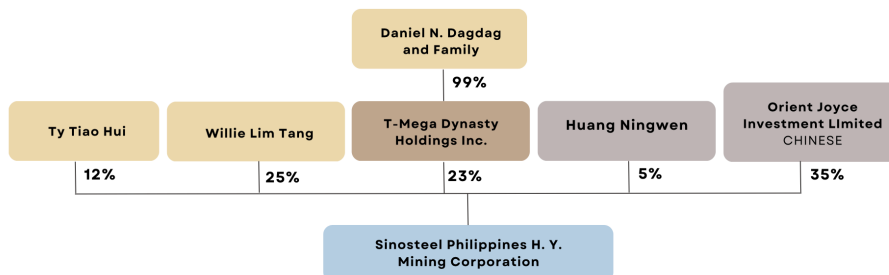 Daniel N. Dagdag
and Family
99%
Ty Tiao Hui
Willie Lim Tang
T-Mega Dynasty
Holdings Inc.
Huang Ningwen
Orient Joyce
Investment LImited
CHINESE
12%
25%
23%
5%
35%
Sinosteel Philippines H. Y.
Mining Corporation